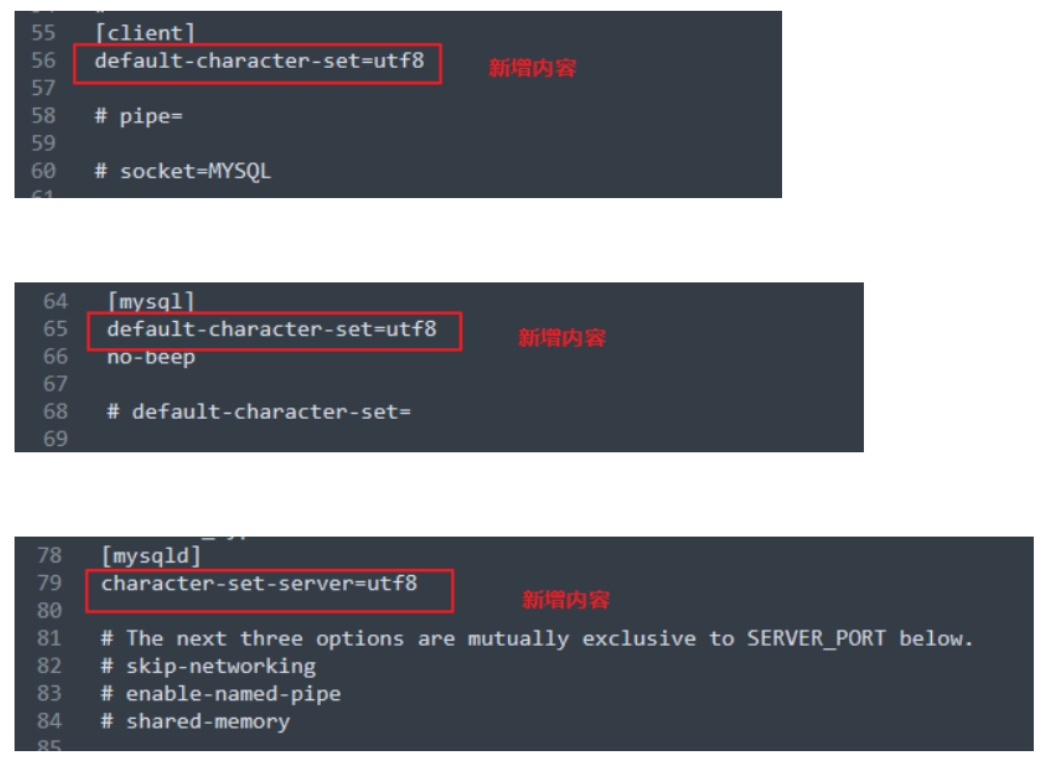 55 [client]
56 default-character-set=utf8 新增内容
57
58 # pipe=
59
60 # socket=MYSQL
61
64 [mysql]
65 default-character-set=utf8 新增内容
66 no-beep
67
68 # default-character-set=
69
78 [mysqld]
79 character-set-server=utf8 新增内容
80
81 # The next three options are mutually exclusive to SERVER_PORT below.
82 # skip-networking
83 # enable-named-pipe
84 # shared-memory
85